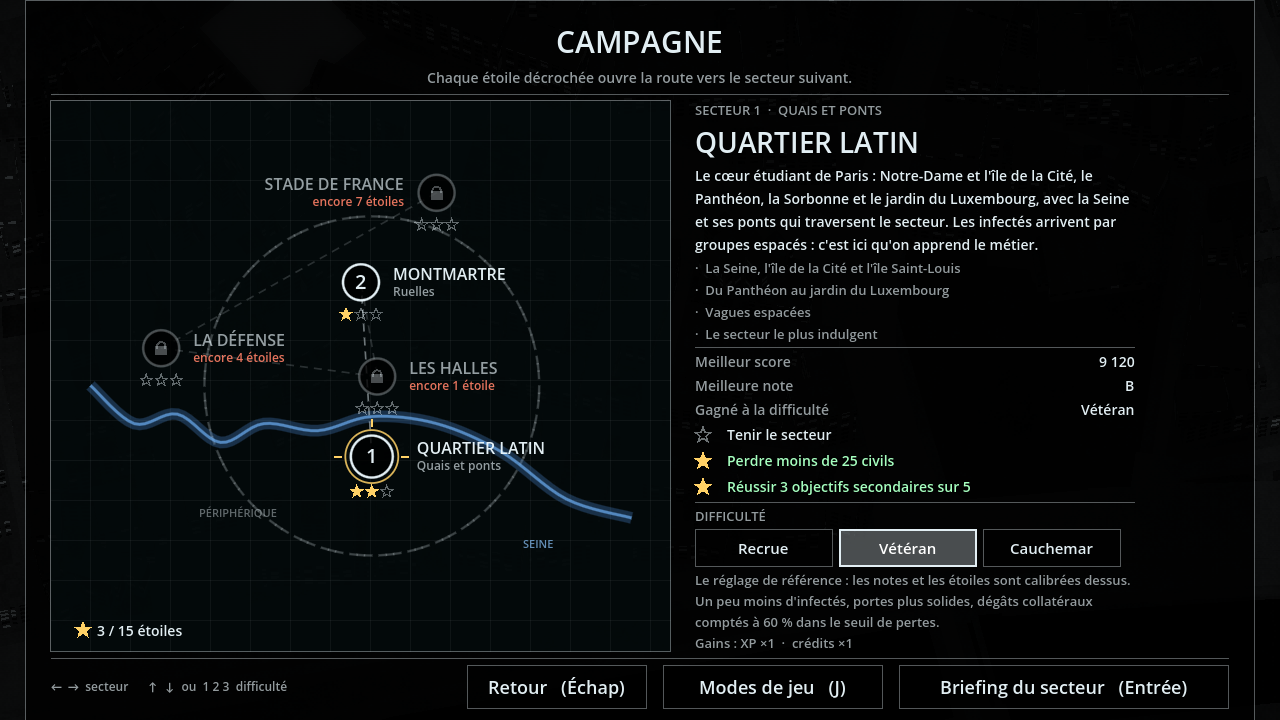 CAMPAGNE
Chaque étoile décrochée ouvre la route vers le secteur suivant.
STADE DE FRANCE
encore 7 étoiles
2
MONTMARTRE
Ruelles
LA DÉFENSE
encore 4 étoiles
LES HALLES
encore 1 étoile
1
QUARTIER LATIN
Quais et ponts
PÉRIPHÉRIQUE
SEINE
3 / 15 étoiles
SECTEUR 1 · QUAIS ET PONTS
QUARTIER LATIN
Le cœur étudiant de Paris : Notre-Dame et l'île de la Cité, le
Panthéon, la Sorbonne et le jardin du Luxembourg, avec la Seine
et ses ponts qui traversent le secteur. Les infectés arrivent par
groupes espacés : c'est ici qu'on apprend le métier.
· La Seine, l'île de la Cité et l'île Saint-Louis
· Du Panthéon au jardin du Luxembourg
· Vagues espacées
· Le secteur le plus indulgent
Meilleur score 9 120
Meilleure note B
Gagné à la difficulté Vétéran
Tenir le secteur
Perdre moins de 25 civils
Réussir 3 objectifs secondaires sur 5
DIFFICULTÉ
Recrue Vétéran Cauchemar
Le réglage de référence : les notes et les étoiles sont calibrées dessus.
Un peu moins d'infectés, portes plus solides, dégâts collatéraux
comptés à 60 % dans le seuil de pertes.
Gains : XP ×1 · crédits ×1
← → secteur ↑ ↓ ou 1 2 3 difficulté
Retour (Échap) Modes de jeu (J) Briefing du secteur (Entrée)